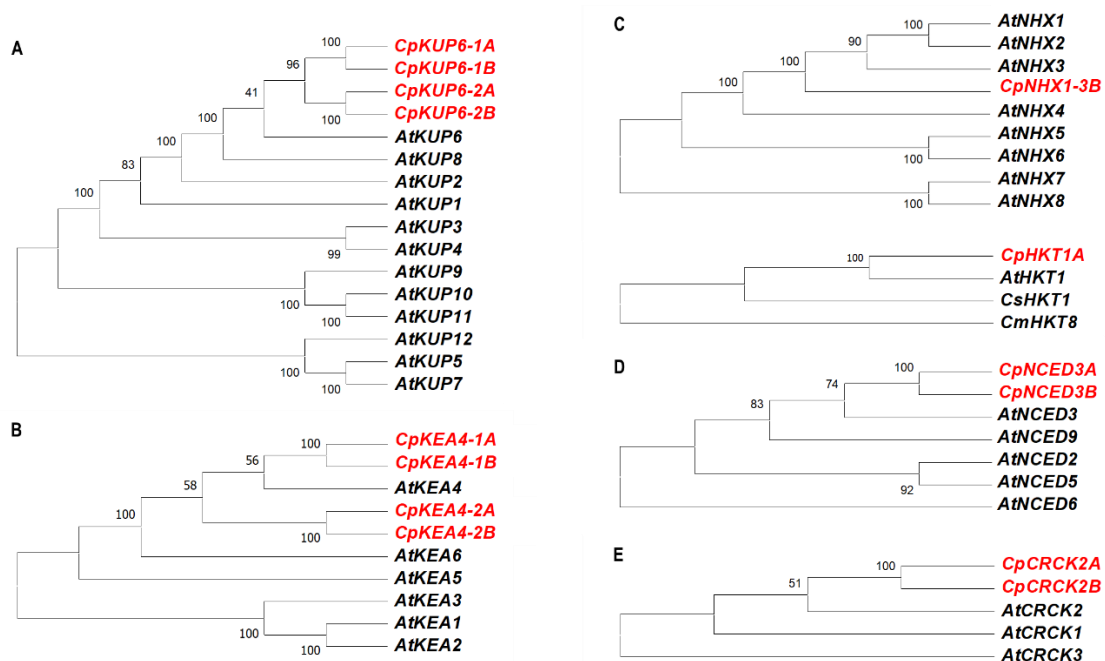 A
100
CpKUP6-1A
96
CpKUP6-1B
41
CpKUP6-2A
100
CpKUP6-2B
100
AtKUP6
83
AtKUP8
100
AtKUP2
AtKUP1
AtKUP3
99
AtKUP4
AtKUP9
100
AtKUP10
100
AtKUP11
AtKUP12
100
AtKUP5
100
AtKUP7
B
100
CpKEA4-1A
56
CpKEA4-1B
58
AtKEA4
100
CpKEA4-2A
100
CpKEA4-2B
AtKEA6
AtKEA5
AtKEA3
100
AtKEA1
100
AtKEA2
C
100
AtNHX1
90
AtNHX2
100
AtNHX3
100
CpNHX1-3B
AtNHX4
AtNHX5
100
AtNHX6
AtNHX7
100
AtNHX8
100
CpHKT1A
AtHKT1
CsHKT1
CmHKT8
D
100
CpNCED3A
74
CpNCED3B
83
AtNCED3
AtNCED9
AtNCED2
92
AtNCED5
AtNCED6
E
100
CpCRCK2A
51
CpCRCK2B
AtCRCK2
AtCRCK1
AtCRCK3